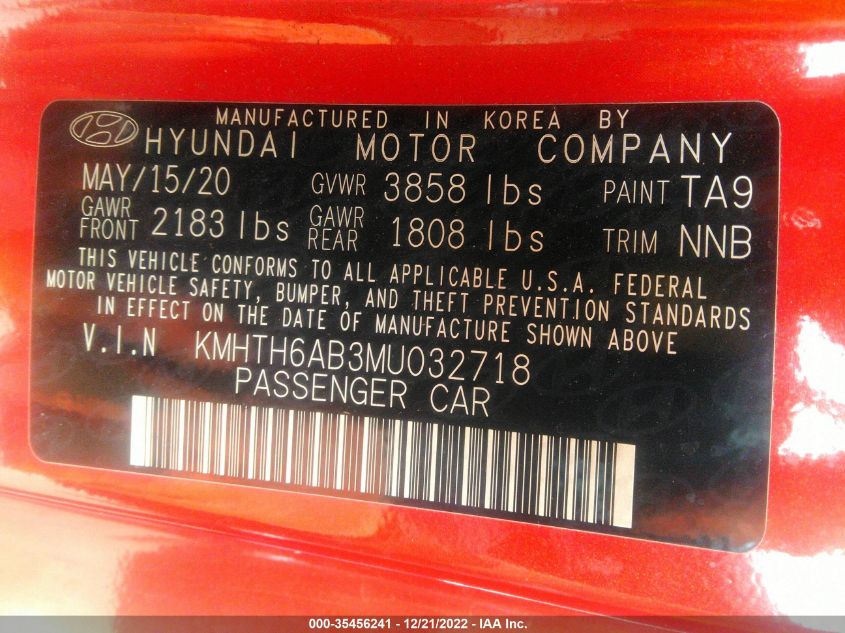 MANUFACTURED IN KOREA BY
HYUNDAI MOTOR COMPANY
MAY/15/20 GVWR 3858 lbs PAINT TA9
GAWR FRONT 2183 lbs GAWR REAR 1808 lbs TRIM NNB
THIS VEHICLE CONFORMS TO ALL APPLICABLE U.S.A. FEDERAL
MOTOR VEHICLE SAFETY, BUMPER, AND THEFT PREVENTION STANDARDS
IN EFFECT ON THE DATE OF MANUFACTURE SHOWN ABOVE
V.I.N KMHTH6AB3MU032718
PASSENGER CAR
000-35456241 - 12/21/2022 - IAA Inc.